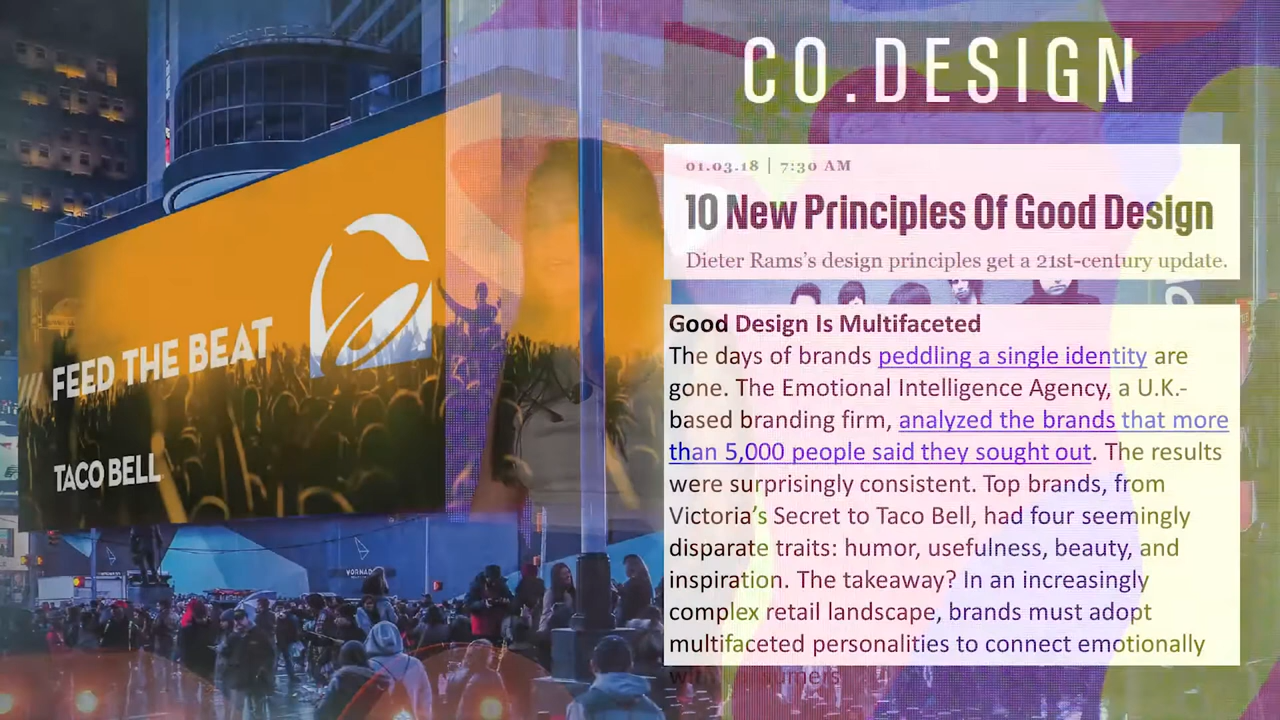 CO.DESIGN
01.03.18 | 7:30 AM
10 New Principles Of Good Design
Dieter Rams's design principles get a 21st-century update.
Good Design Is Multifaceted
The days of brands peddling a single identity are
gone. The Emotional Intelligence Agency, a U.K.-
based branding firm, analyzed the brands that more
than 5,000 people said they sought out. The results
were surprisingly consistent. Top brands, from
Victoria's Secret to Taco Bell, had four seemingly
disparate traits: humor, usefulness, beauty, and
inspiration. The takeaway? In an increasingly
complex retail landscape, brands must adopt
multifaceted personalities to connect emotionally
with consumers
FEED THE BEAT
TACO BELL
VORNADO